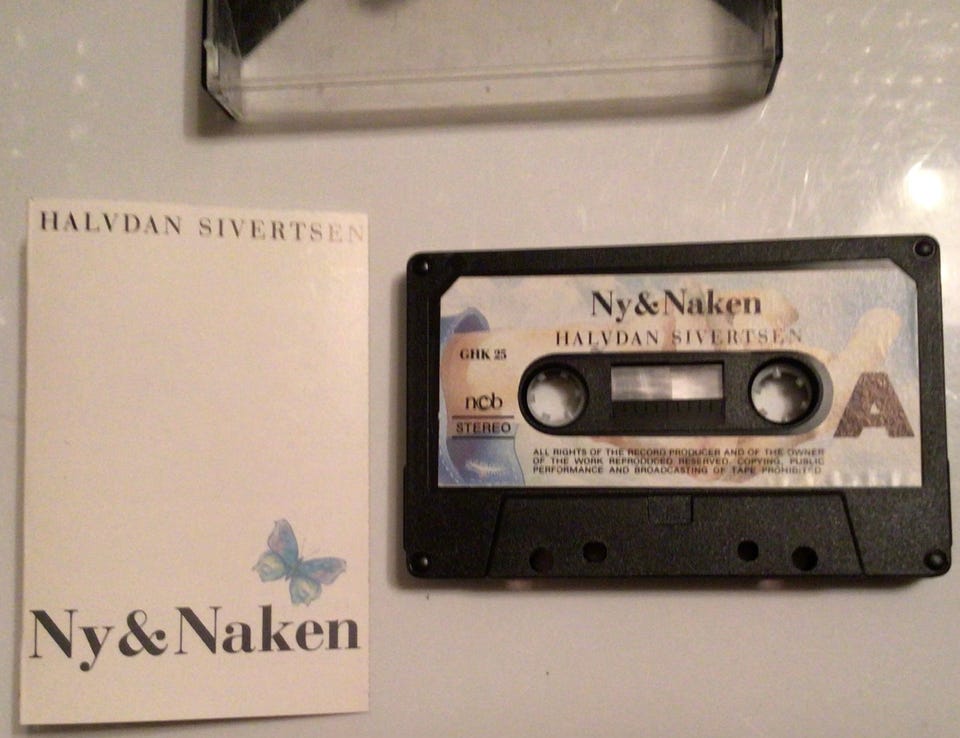 HALVDAN SIVERTSEN
Ny&Naken
Ny&Naken
HALVDAN SIVERTSEN
GHK 25
ncb
STEREO
A
ALL RIGHTS OF THE RECORD PRODUCER AND OF THE OWNER
OF THE WORK REPRODUCED RESERVED. COPYING, PUBLIC
PERFORMANCE AND BROADCASTING OF TAPE PROHIBITED.